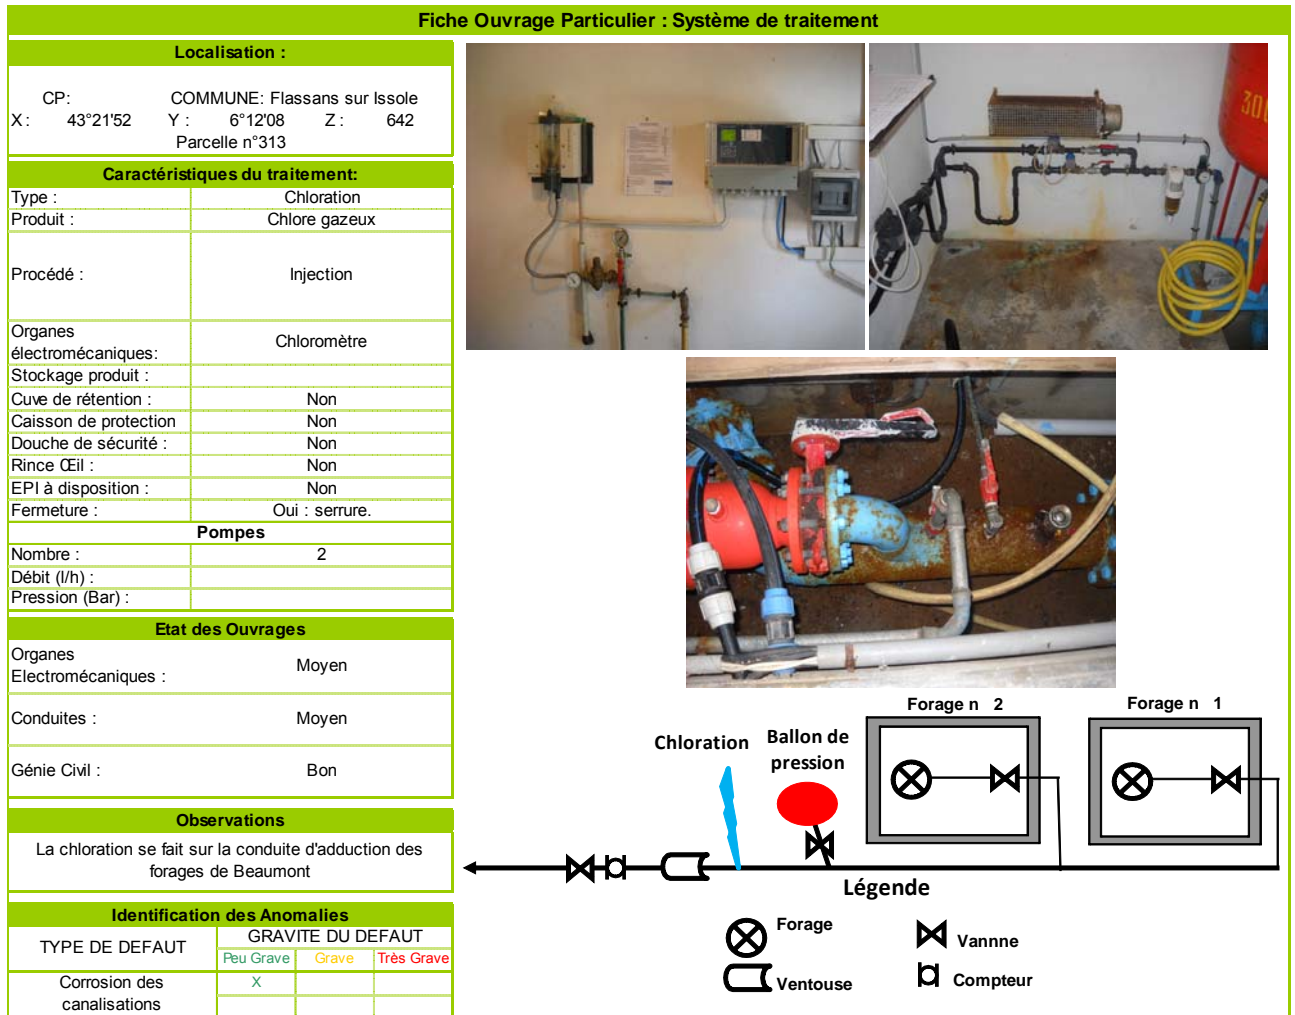 Fiche Ouvrage Particulier : Système de traitement
Localisation :
CP: COMMUNE: Flassans sur Issole
X : 43°21'52 Y : 6°12'08 Z : 642
Parcelle n°313
Caractéristiques du traitement:
Type : Chloration
Produit : Chlore gazeux
Procédé : Injection
Organes
électromécaniques: Chloromètre
Stockage produit :
Cuve de rétention : Non
Caisson de protection Non
Douche de sécurité : Non
Rince Œil : Non
EPI à disposition : Non
Fermeture : Oui : serrure.
Pompes
Nombre : 2
Débit (l/h) :
Pression (Bar) :
Etat des Ouvrages
Organes
Electromécaniques : Moyen
Conduites : Moyen
Génie Civil : Bon
Observations
La chloration se fait sur la conduite d'adduction des
forages de Beaumont
Identification des Anomalies
TYPE DE DEFAUT
GRAVITE DU DEFAUT
Peu Grave Grave Très Grave
Corrosion des
canalisations X
300
Forage n 2
Forage n 1
Chloration
Ballon de
pression
Légende
Forage
Vannne
Ventouse
Compteur